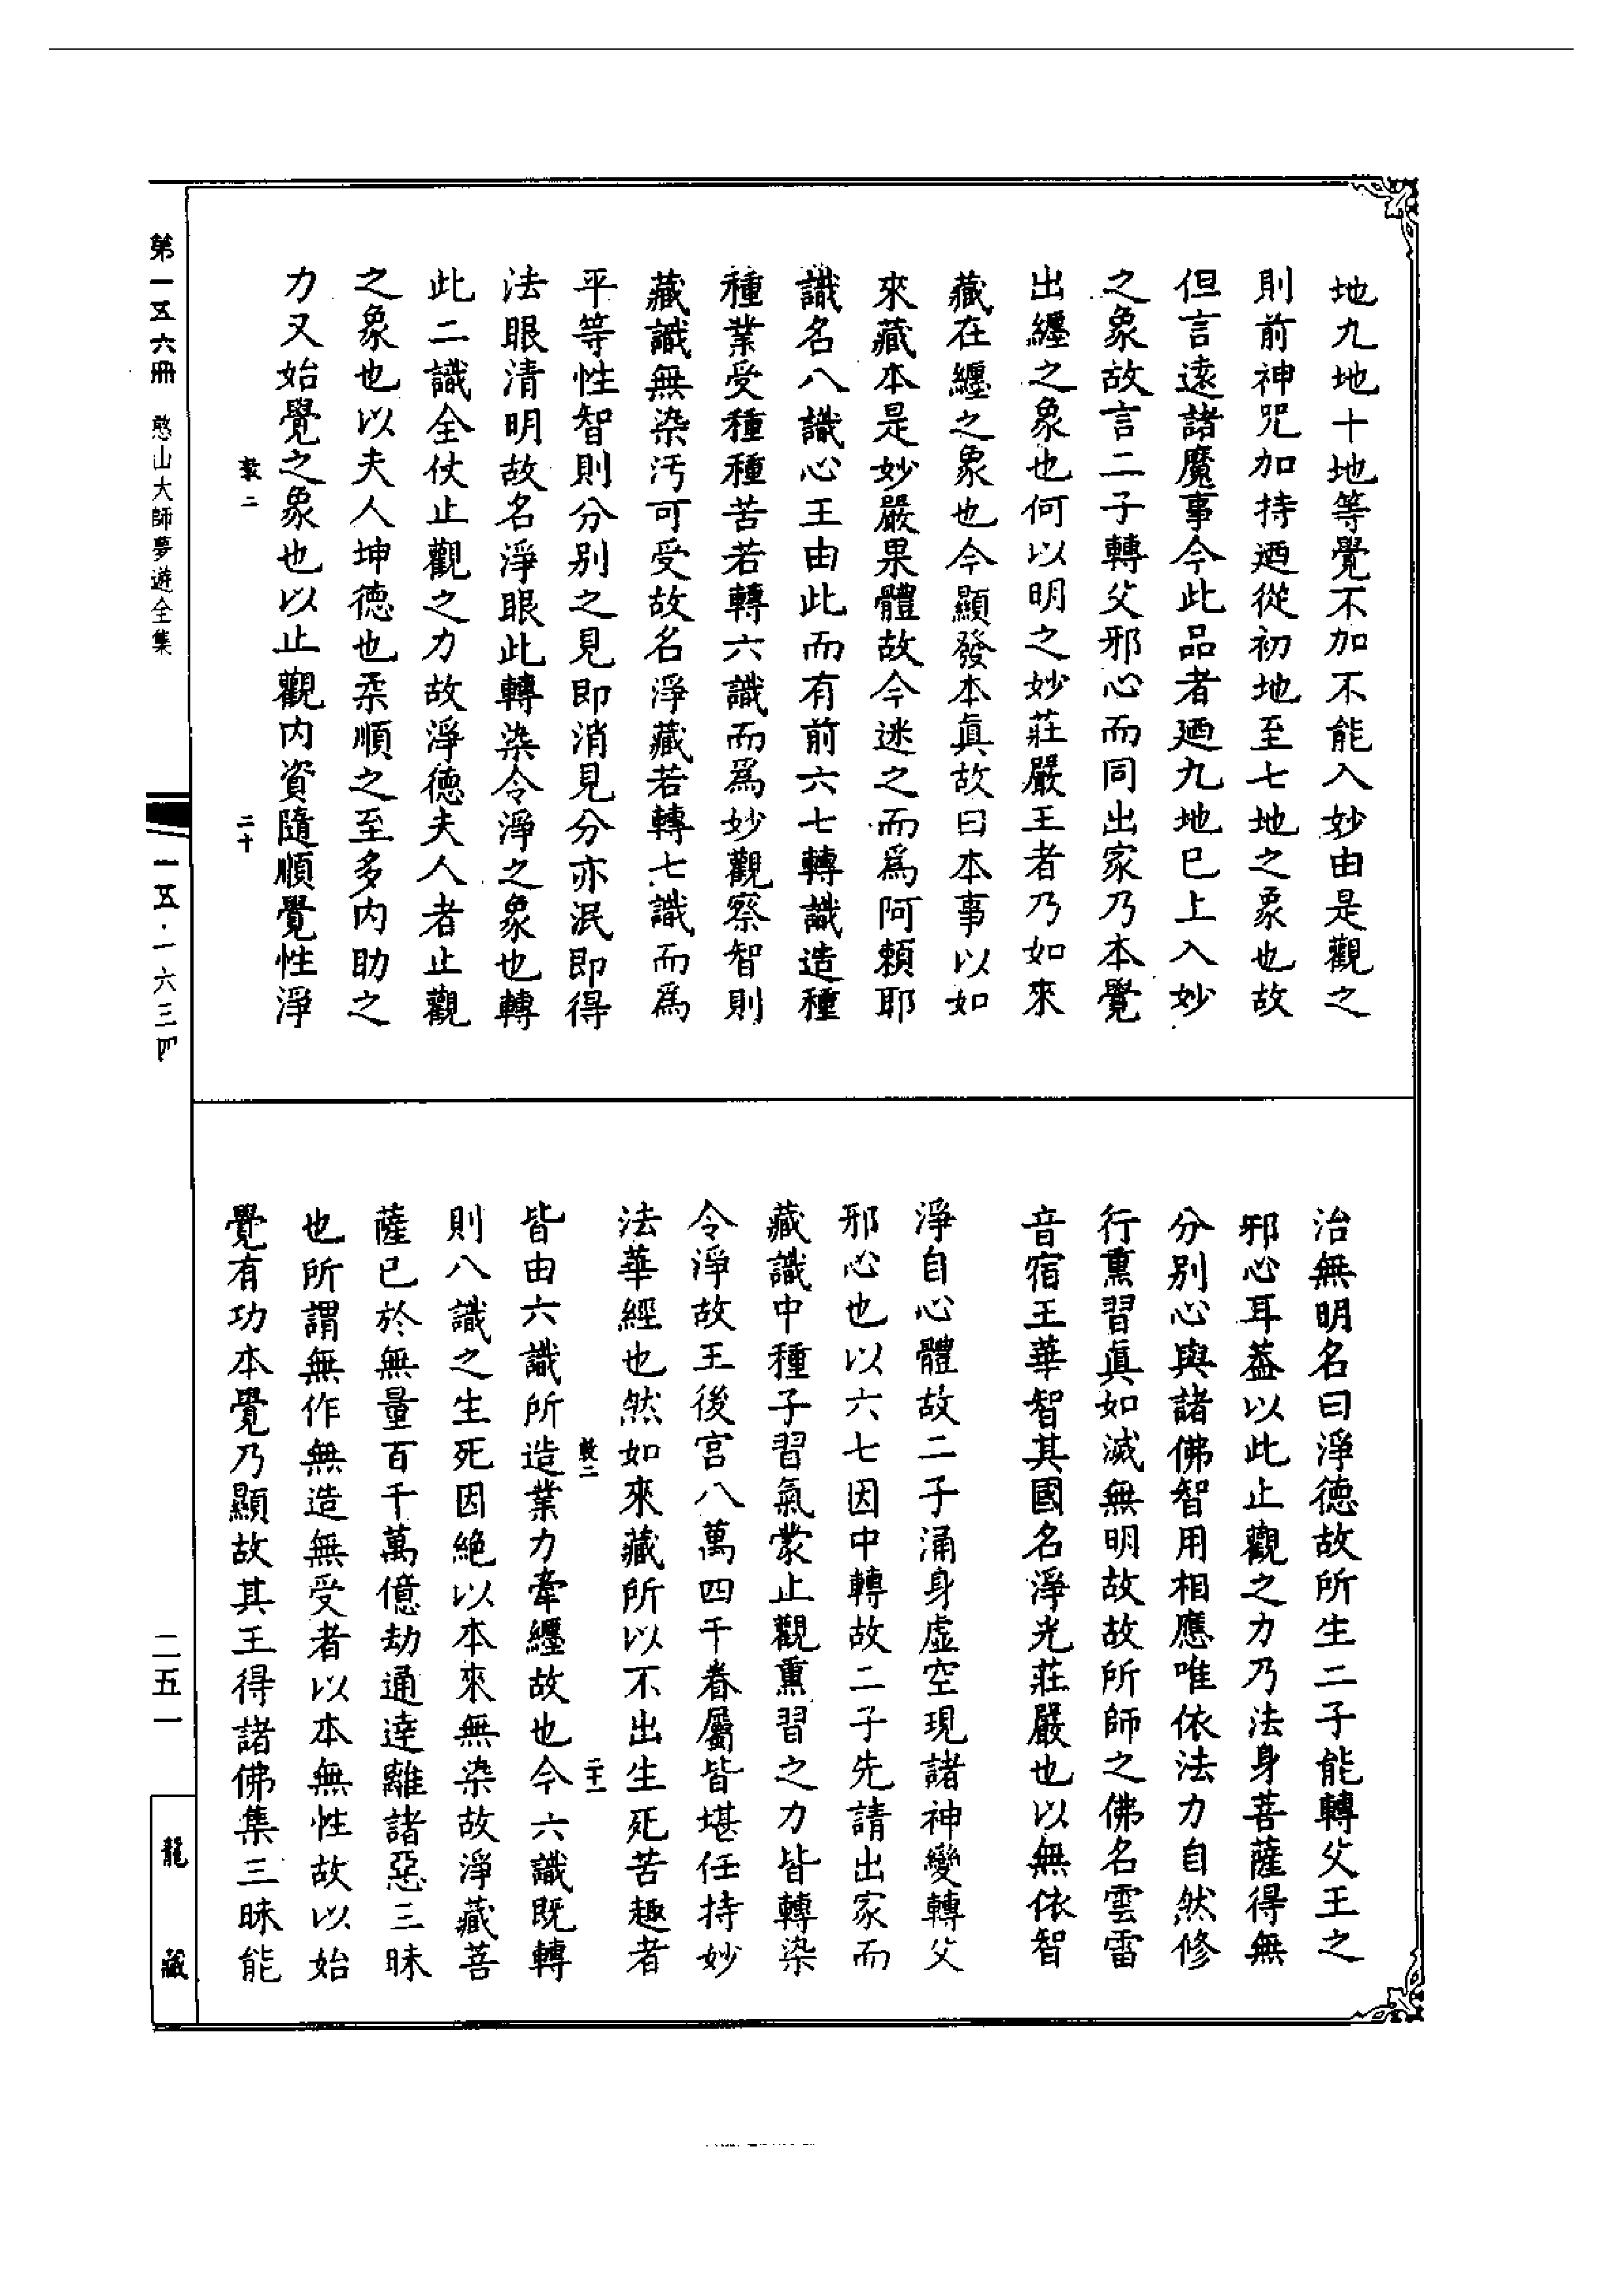 地九地十地等覺不加不能入妙由是觀之
則前神咒加持迺從初地至七地之象也故
但言遠諸魔事今此品者迺九地已上入妙
之象故言二子轉父邪心而同出家乃本覺
出纏之象也何以明之妙莊嚴王者乃如來
藏在纏之象也今顯發本真故曰本事以如
來藏本是妙嚴果體故今迷之而為阿賴耶
識名八識心王由此而有前六七轉識造種
種業受種種苦若轉六識而為妙觀察智則
藏識無染汚可受故名淨藏若轉七識而為
平等性智則分別之見即消見分亦泯即得
法眼清明故名淨眼此轉染令淨之象也轉
此二識全仗止觀之力故淨德夫人者止觀
之象也以夫人坤德也柔順之至多內助之
力又始覺之象也以止觀內資隨順覺性淨
二十
治無明名曰淨德故所生二子能轉父王之
邪心耳葢以此止觀之力乃法身菩薩得無
分別心與諸佛智用相應唯依法力自然修
行熏習真如滅無明故故所師之佛名雲雷
音宿王華智其國名淨光莊嚴也以無依智
淨自心體故二子涌身虛空現諸神變轉父
邪心也以六七因中轉故二子先請出家而
藏識中種子習氣蒙止觀熏習之力皆轉染
令淨故王後宮八萬四千眷屬皆堪任持妙
法華經也然如來藏所以不出生死苦趣者
二十一
皆由六識所造業力牽纏故也今六識既轉
則八識之生死因絕以本來無染故淨藏菩
薩已於無量百千萬億劫通達離諸惡三昧
也所謂無作無造無受者以本無性故以始
覺有功本覺乃顯故其王得諸佛集三昧能
第一五六冊 憨山大師夢遊全集
一五·一六三四
二五一
龍藏